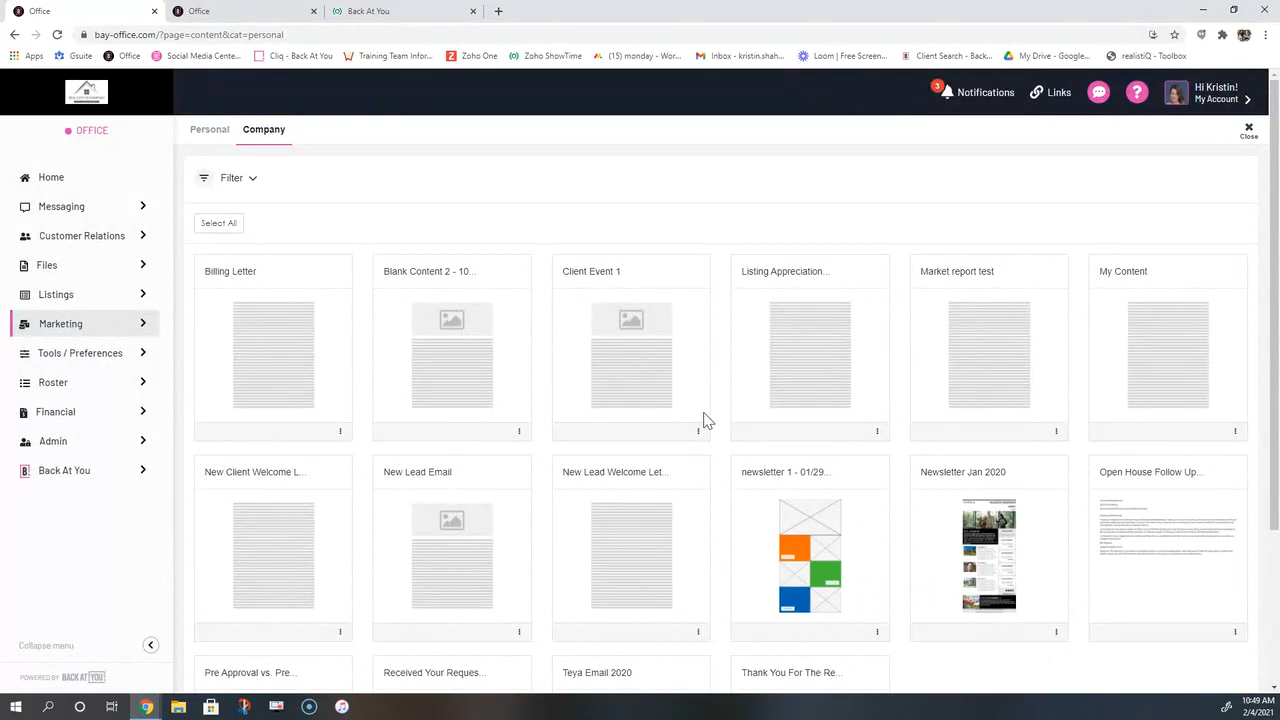 Office
Office
Back At You
bay-office.com/?page=content&cat=personal
Apps
Gsuite
Office
Social Media Cente...
Cliq - Back At You
Training Team Infor...
Zoho One
Zoho ShowTime
(15) monday - Wor...
Inbox - kristin.shah...
Loom | Free Screen...
Client Search - Back...
My Drive - Google...
realistiQ - Toolbox
3
Notifications
Links
Hi Kristin!
My Account
OFFICE
Personal
Company
Close
Home
Messaging
Customer Relations
Files
Listings
Marketing
Tools / Preferences
Roster
Financial
Admin
Back At You
Filter
Select All
Billing Letter
Blank Content 2 - 10...
Client Event 1
Listing Appreciation...
Market report test
My Content
New Client Welcome L...
New Lead Email
New Lead Welcome Let...
newsletter 1 - 01/29...
Newsletter Jan 2020
Open House Follow Up...
Pre Approval vs. Pre...
Received Your Reques...
Teya Email 2020
Thank You For The Re...
Collapse menu
POWERED BY BACK AT YOU
10:49 AM
2/4/2021